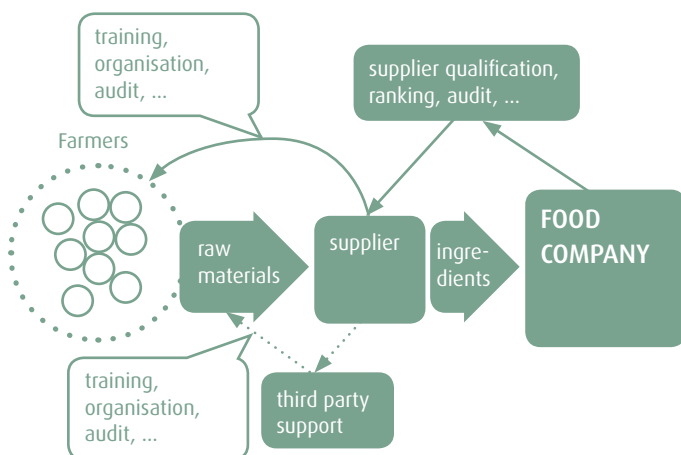 training,
organisation,
audit, ...
supplier qualification,
ranking, audit, ...
Farmers
raw
materials
supplier
ingre-
dients
FOOD
COMPANY
training,
organisation,
audit, ...
third party
support